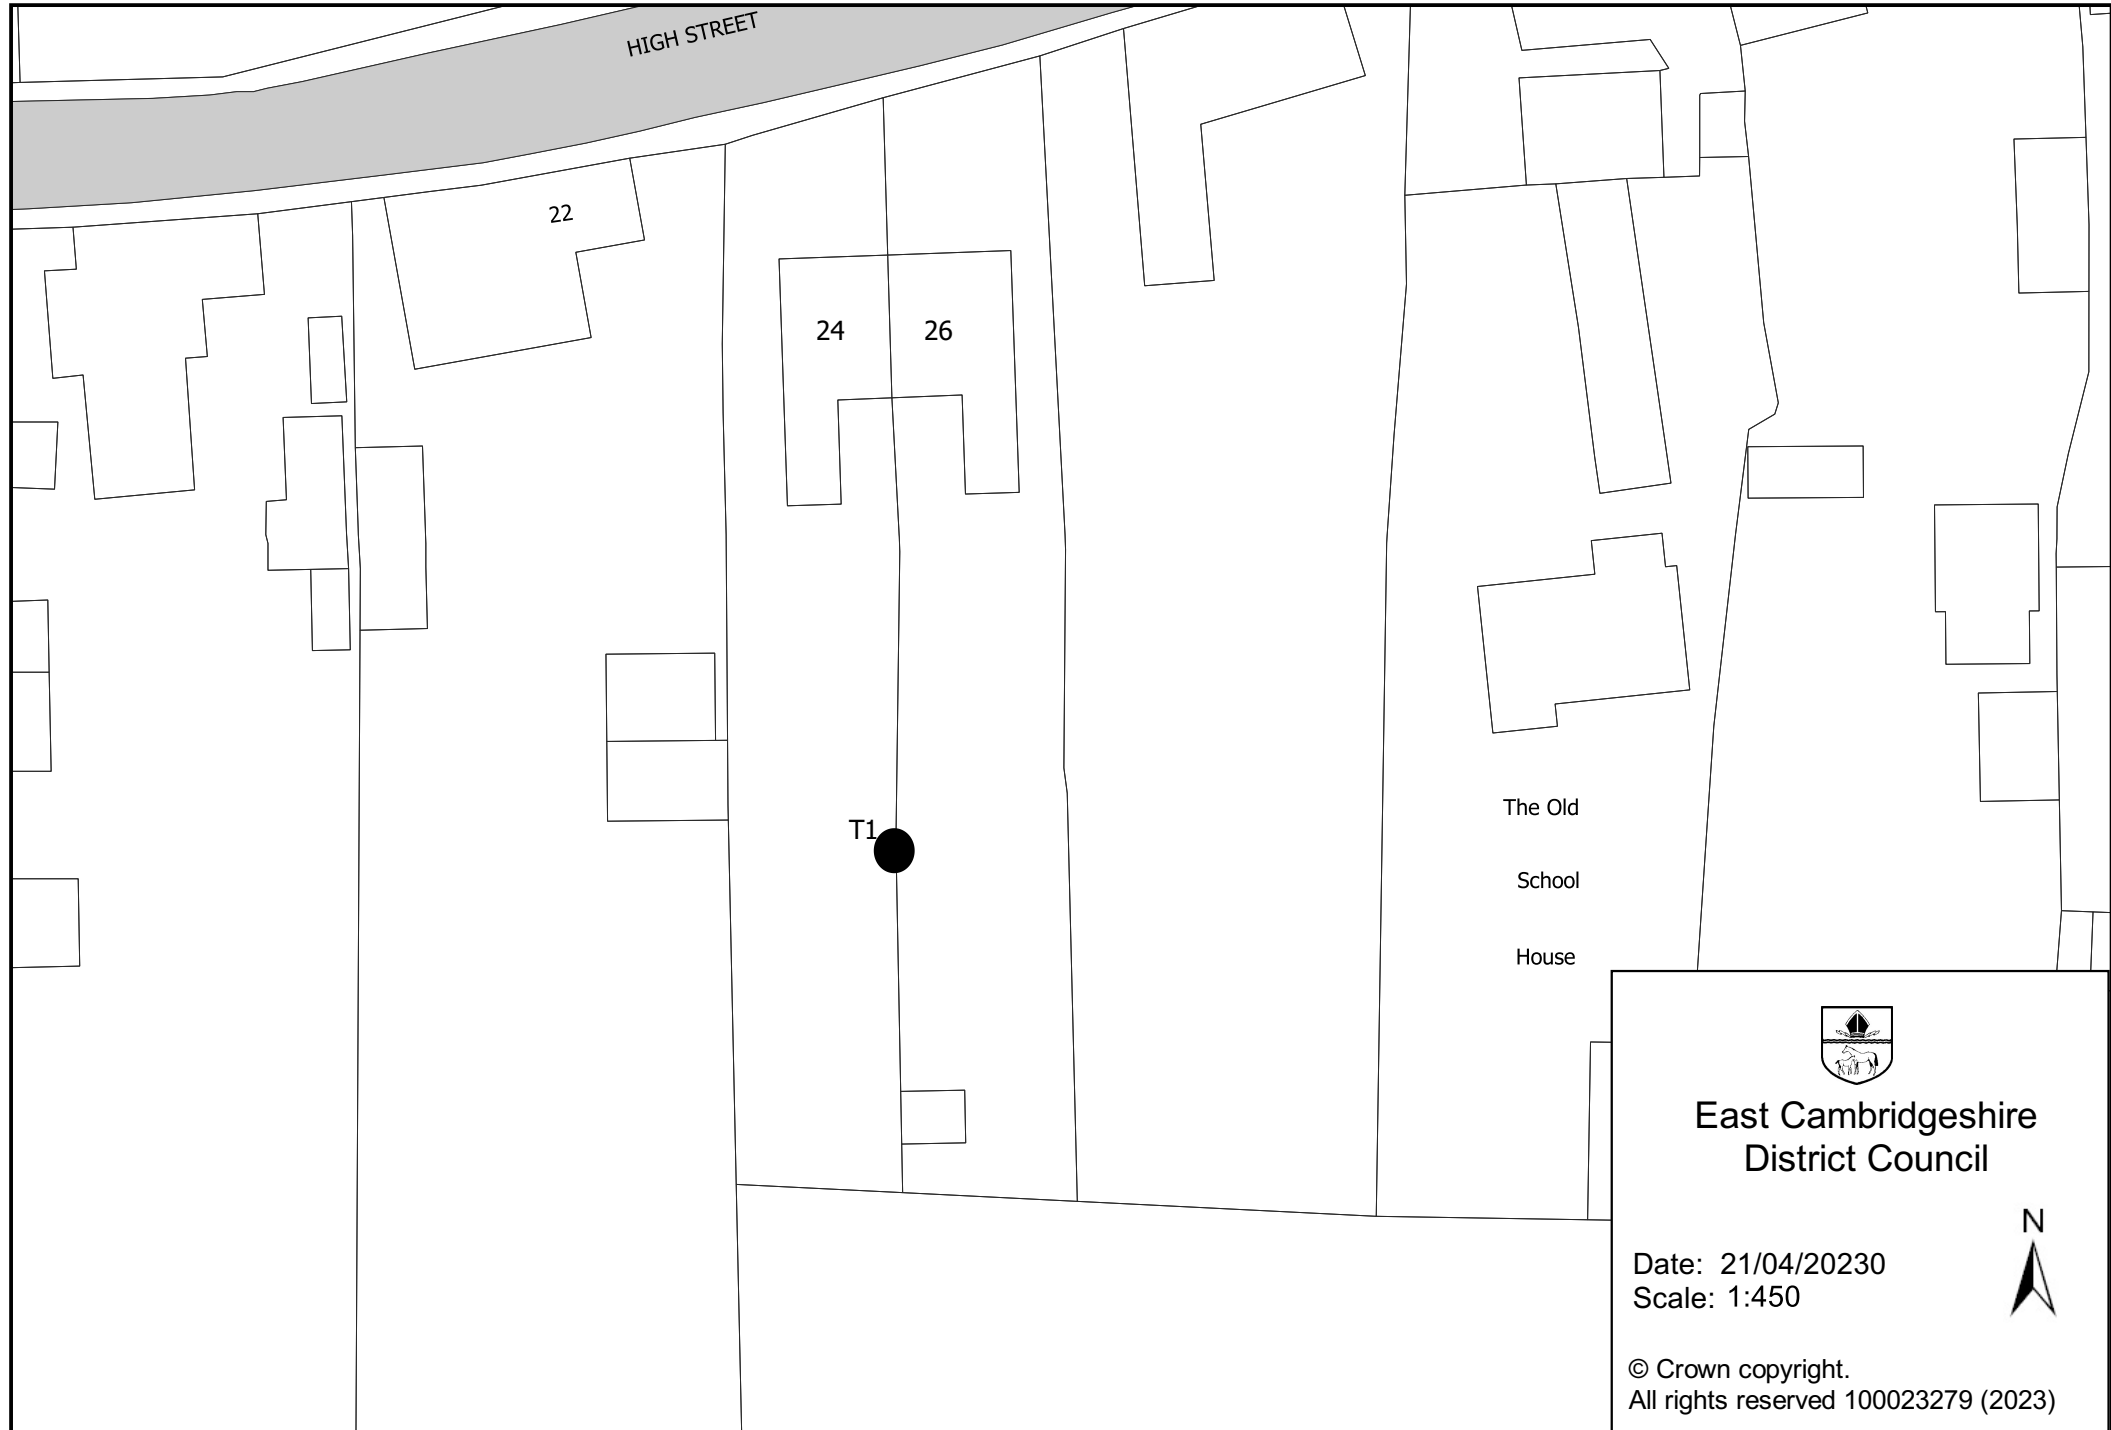 HIGH STREET
22
24
26
T1
The Old
School
House
East Cambridgeshire
District Council
N
Date: 21/04/20230
Scale: 1:450
© Crown copyright.
All rights reserved 100023279 (2023)